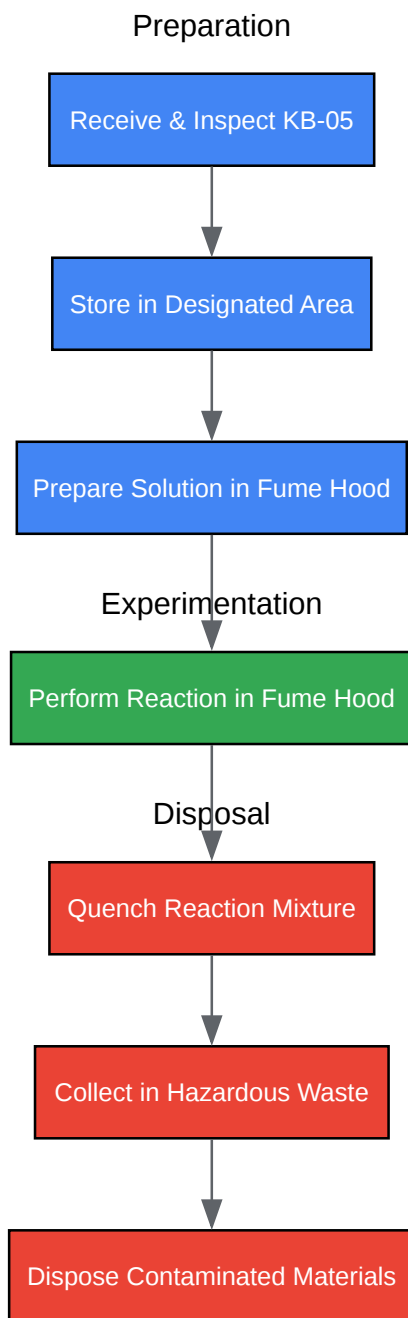 Preparation
Receive & Inspect KB-05
Store in Designated Area
Prepare Solution in Fume Hood
Experimentation
Perform Reaction in Fume Hood
Disposal
Quench Reaction Mixture
Collect in Hazardous Waste
Dispose Contaminated Materials